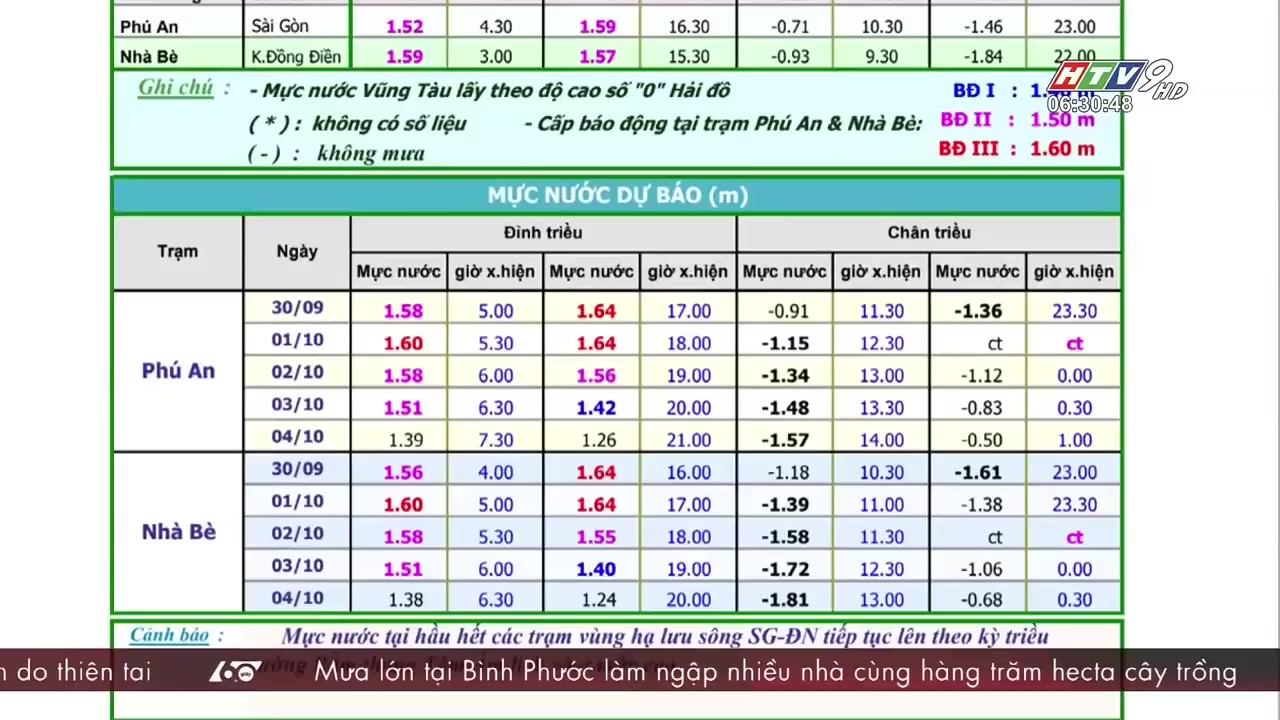 Phú An Sài Gòn 1.52 4.30 1.59 16.30 -0.71 10.30 -1.46 23.00
Nhà Bè K.Đồng Điền 1.59 3.00 1.57 15.30 -0.93 9.30 -1.84 22.00
Ghi chú : - Mực nước Vũng Tàu lấy theo độ cao số "0" Hải đồ BĐ I : m
HTV9 HD
06:30:48
( * ) : không có số liệu - Cấp báo động tại trạm Phú An & Nhà Bè: BĐ II : 1.50 m
( - ) : không mưa BĐ III : 1.60 m
MỰC NƯỚC DỰ BÁO (m)
Trạm Ngày Đỉnh triều Chân triều
Mực nước giờ x.hiện Mực nước giờ x.hiện Mực nước giờ x.hiện Mực nước giờ x.hiện
Phú An
30/09 1.58 5.00 1.64 17.00 -0.91 11.30 -1.36 23.30
01/10 1.60 5.30 1.64 18.00 -1.15 12.30 ct ct
02/10 1.58 6.00 1.56 19.00 -1.34 13.00 -1.12 0.00
03/10 1.51 6.30 1.42 20.00 -1.48 13.30 -0.83 0.30
04/10 1.39 7.30 1.26 21.00 -1.57 14.00 -0.50 1.00
Nhà Bè
30/09 1.56 4.00 1.64 16.00 -1.18 10.30 -1.61 23.00
01/10 1.60 5.00 1.64 17.00 -1.39 11.00 -1.38 23.30
02/10 1.58 5.30 1.55 18.00 -1.58 11.30 ct ct
03/10 1.51 6.00 1.40 19.00 -1.72 12.30 -1.06 0.00
04/10 1.38 6.30 1.24 20.00 -1.81 13.00 -0.68 0.30
Cảnh báo : Mực nước tại hầu hết các trạm vùng hạ lưu sông SG-ĐN tiếp tục lên theo kỳ triều
n do thiên tai 60 giây Mưa lớn tại Bình Phước làm ngập nhiều nhà cùng hàng trăm hecta cây trồng